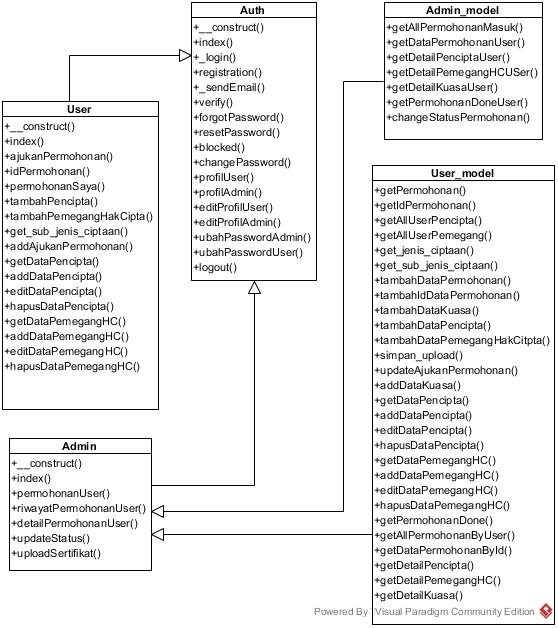 Auth
+__construct()
+index()
+_login()
+registration()
+_sendEmail()
+verify()
+forgotPassword()
+resetPassword()
+blocked()
+changePassword()
+profilUser()
+profilAdmin()
+editProfilUser()
+editProfilAdmin()
+ubahPasswordAdmin()
+ubahPasswordUser()
+logout()
Admin_model
+getAllPermohonanMasuk()
+getDataPermohonanUser()
+getDetailPenciptaUser()
+getDetailPemegangHCUSer()
+getDetailKuasaUser()
+getPermohonanDoneUser()
+changeStatusPermohonan()
User
+__construct()
+index()
+ajukanPermohonan()
+idPermohonan()
+permohonanSaya()
+tambahPencipta()
+tambahPemegangHakCipta()
+get_sub_jenis_ciptaan()
+addAjukanPermohonan()
+getDataPencipta()
+addDataPencipta()
+editDataPencipta()
+hapusDataPencipta()
+getDataPemegangHC()
+addDataPemegangHC()
+editDataPemegangHC()
+hapusDataPemegangHC()
User_model
+getPermohonan()
+getIdPermohonan()
+getAllUserPencipta()
+getAllUserPemegang()
+get_jenis_ciptaan()
+get_sub_jenis_ciptaan()
+tambahDataPermohonan()
+tambahIdDataPermohonan()
+tambahDataKuasa()
+tambahDataPencipta()
+tambahDataPemegangHakCitpta()
+simpan_upload()
+updateAjukanPermohonan()
+addDataKuasa()
+getDataPencipta()
+addDataPencipta()
+editDataPencipta()
+hapusDataPencipta()
+getDataPemegangHC()
+addDataPemegangHC()
+editDataPemegangHC()
+hapusDataPemegangHC()
+getPermohonanDone()
+getAllPermohonanByUser()
+getDataPermohonanById()
+getDetailPencipta()
+getDetailPemegangHC()
+getDetailKuasa()
Admin
+__construct()
+index()
+permohonanUser()
+riwayatPermohonanUser()
+detailPermohonanUser()
+updateStatus()
+uploadSertifikat()
Powered By Visual Paradigm Community Edition